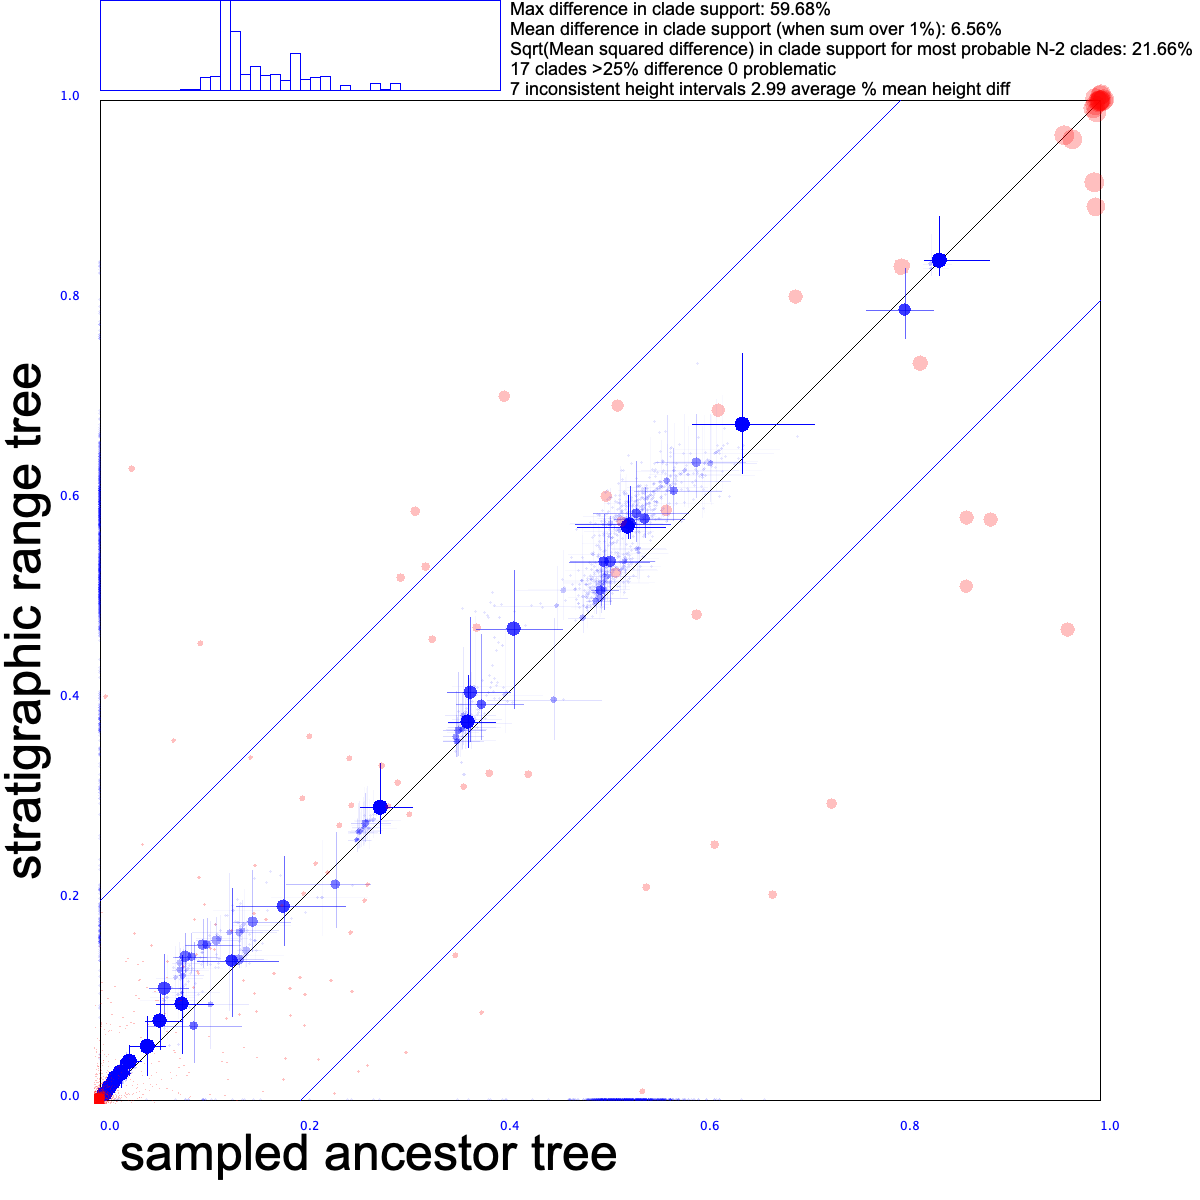 Max difference in clade support: 59.68%
Mean difference in clade support (when sum over 1%): 6.56%
Sqrt(Mean squared difference) in clade support for most probable N-2 clades: 21.66%
17 clades >25% difference 0 problematic
7 inconsistent height intervals 2.99 average % mean height diff
1.0
0.8
0.6
0.4
0.2
0.0
stratigraphic range tree
0.0 0.2 0.4 0.6 0.8 1.0
sampled ancestor tree